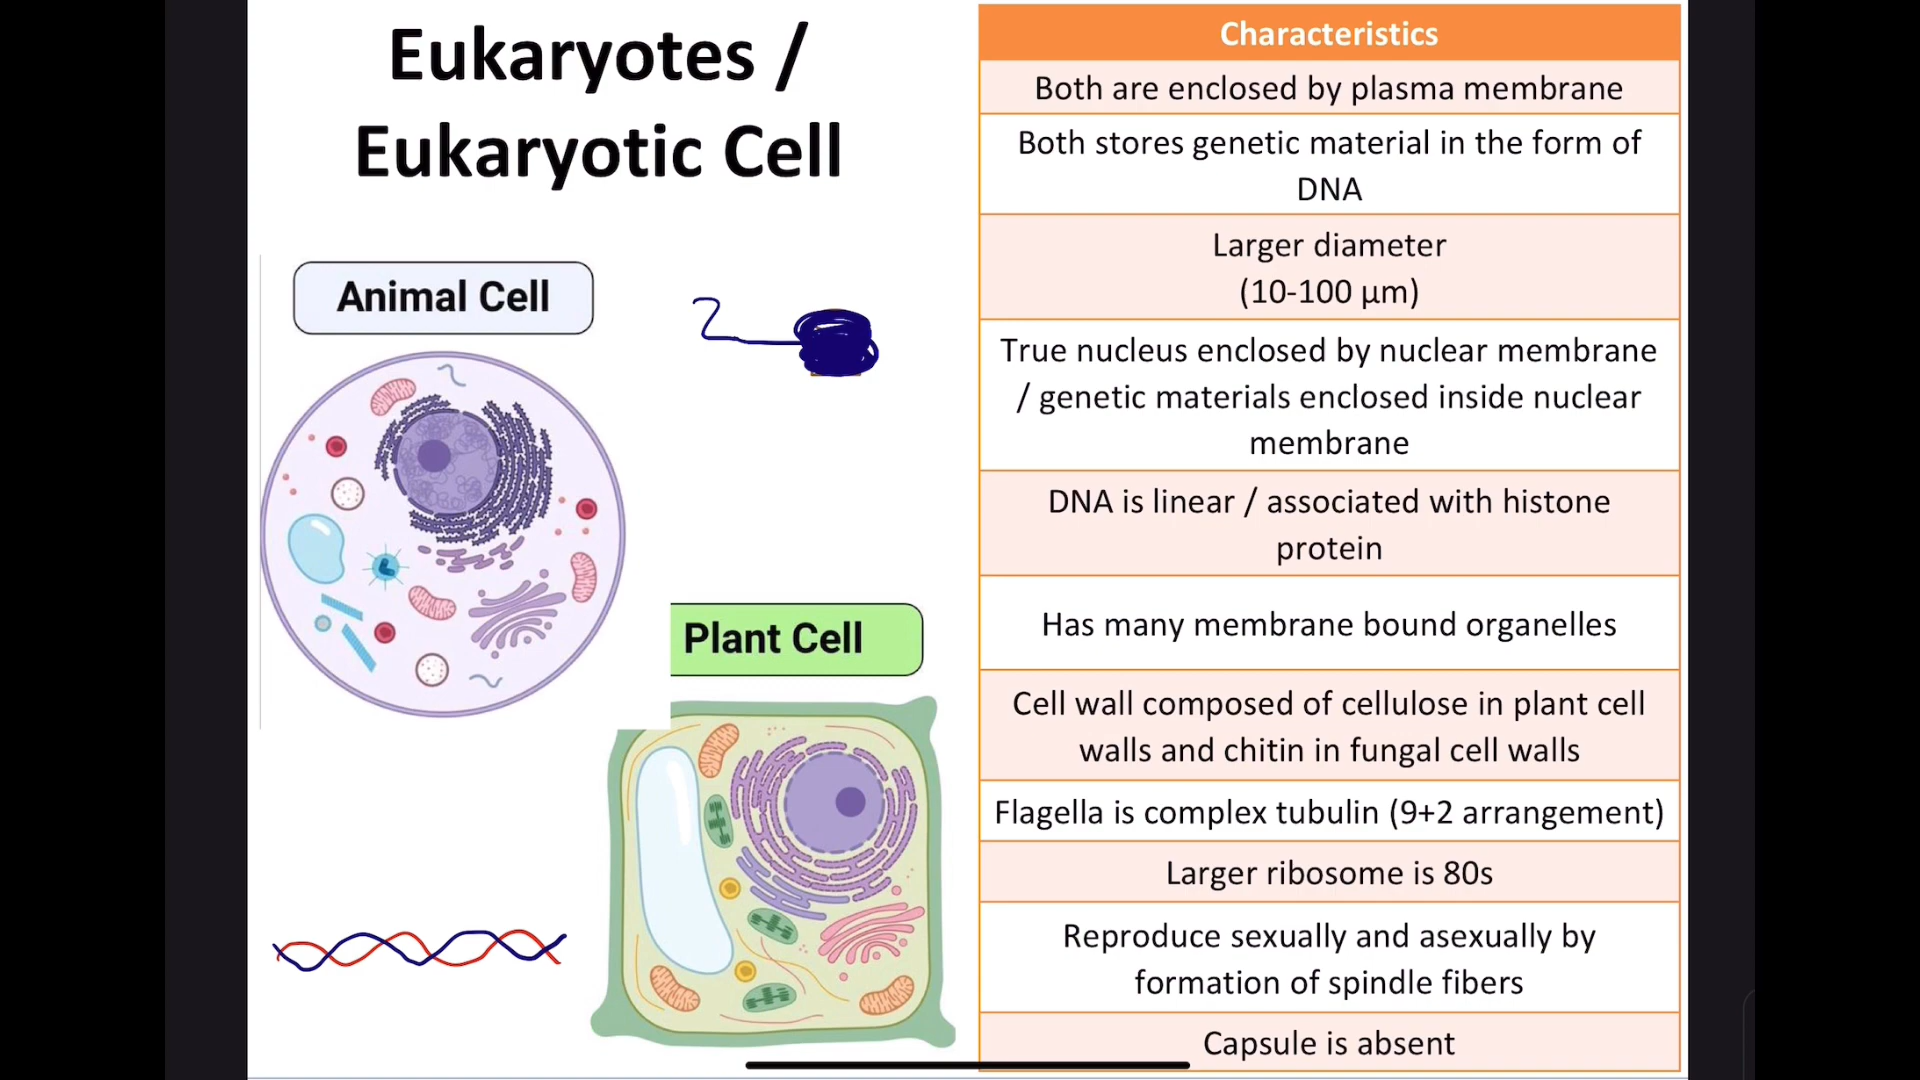 Eukaryotes /
Eukaryotic Cell
Animal Cell
Plant Cell
Characteristics
Both are enclosed by plasma membrane
Both stores genetic material in the form of
DNA
Larger diameter
(10-100 µm)
True nucleus enclosed by nuclear membrane
/ genetic materials enclosed inside nuclear
membrane
DNA is linear / associated with histone
protein
Has many membrane bound organelles
Cell wall composed of cellulose in plant cell
walls and chitin in fungal cell walls
Flagella is complex tubulin (9+2 arrangement)
Larger ribosome is 80s
Reproduce sexually and asexually by
formation of spindle fibers
Capsule is absent